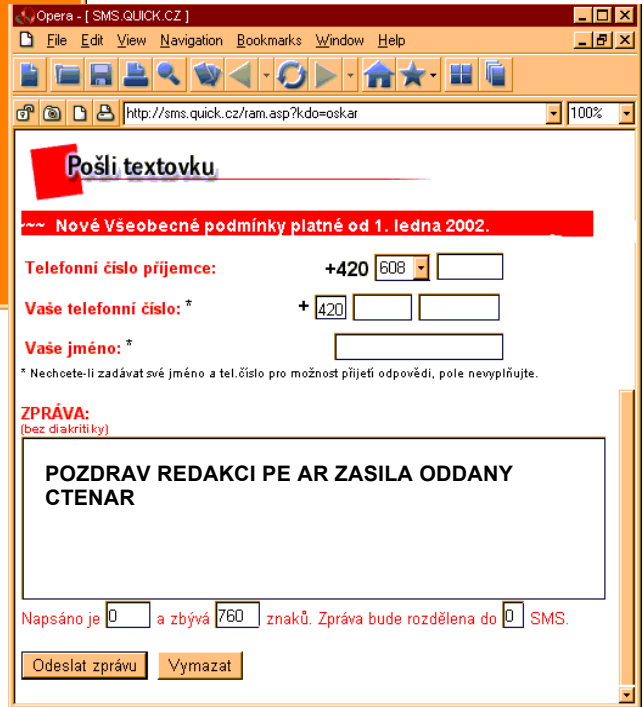 Opera - [ SMS.QUICK.CZ ]
File Edit View Navigation Bookmarks Window Help
http://sms.quick.cz/ram.asp?kdo=oskar 100%
Pošli textovku
~~~ Nové Všeobecné podmínky platné od 1. ledna 2002.
Telefonní číslo příjemce: +420 608
Vaše telefonní číslo: * + 420
Vaše jméno: *
* Nechcete-li zadávat své jméno a tel.číslo pro možnost přijetí odpovědi, pole nevyplňujte.
ZPRÁVA:
(bez diakritiky)
POZDRAV REDAKCI PE AR ZASILA ODDANY
CTENAR
Napsáno je 0 a zbývá 760 znaků. Zpráva bude rozdělena do 0 SMS.
Odeslat zprávu Vymazat